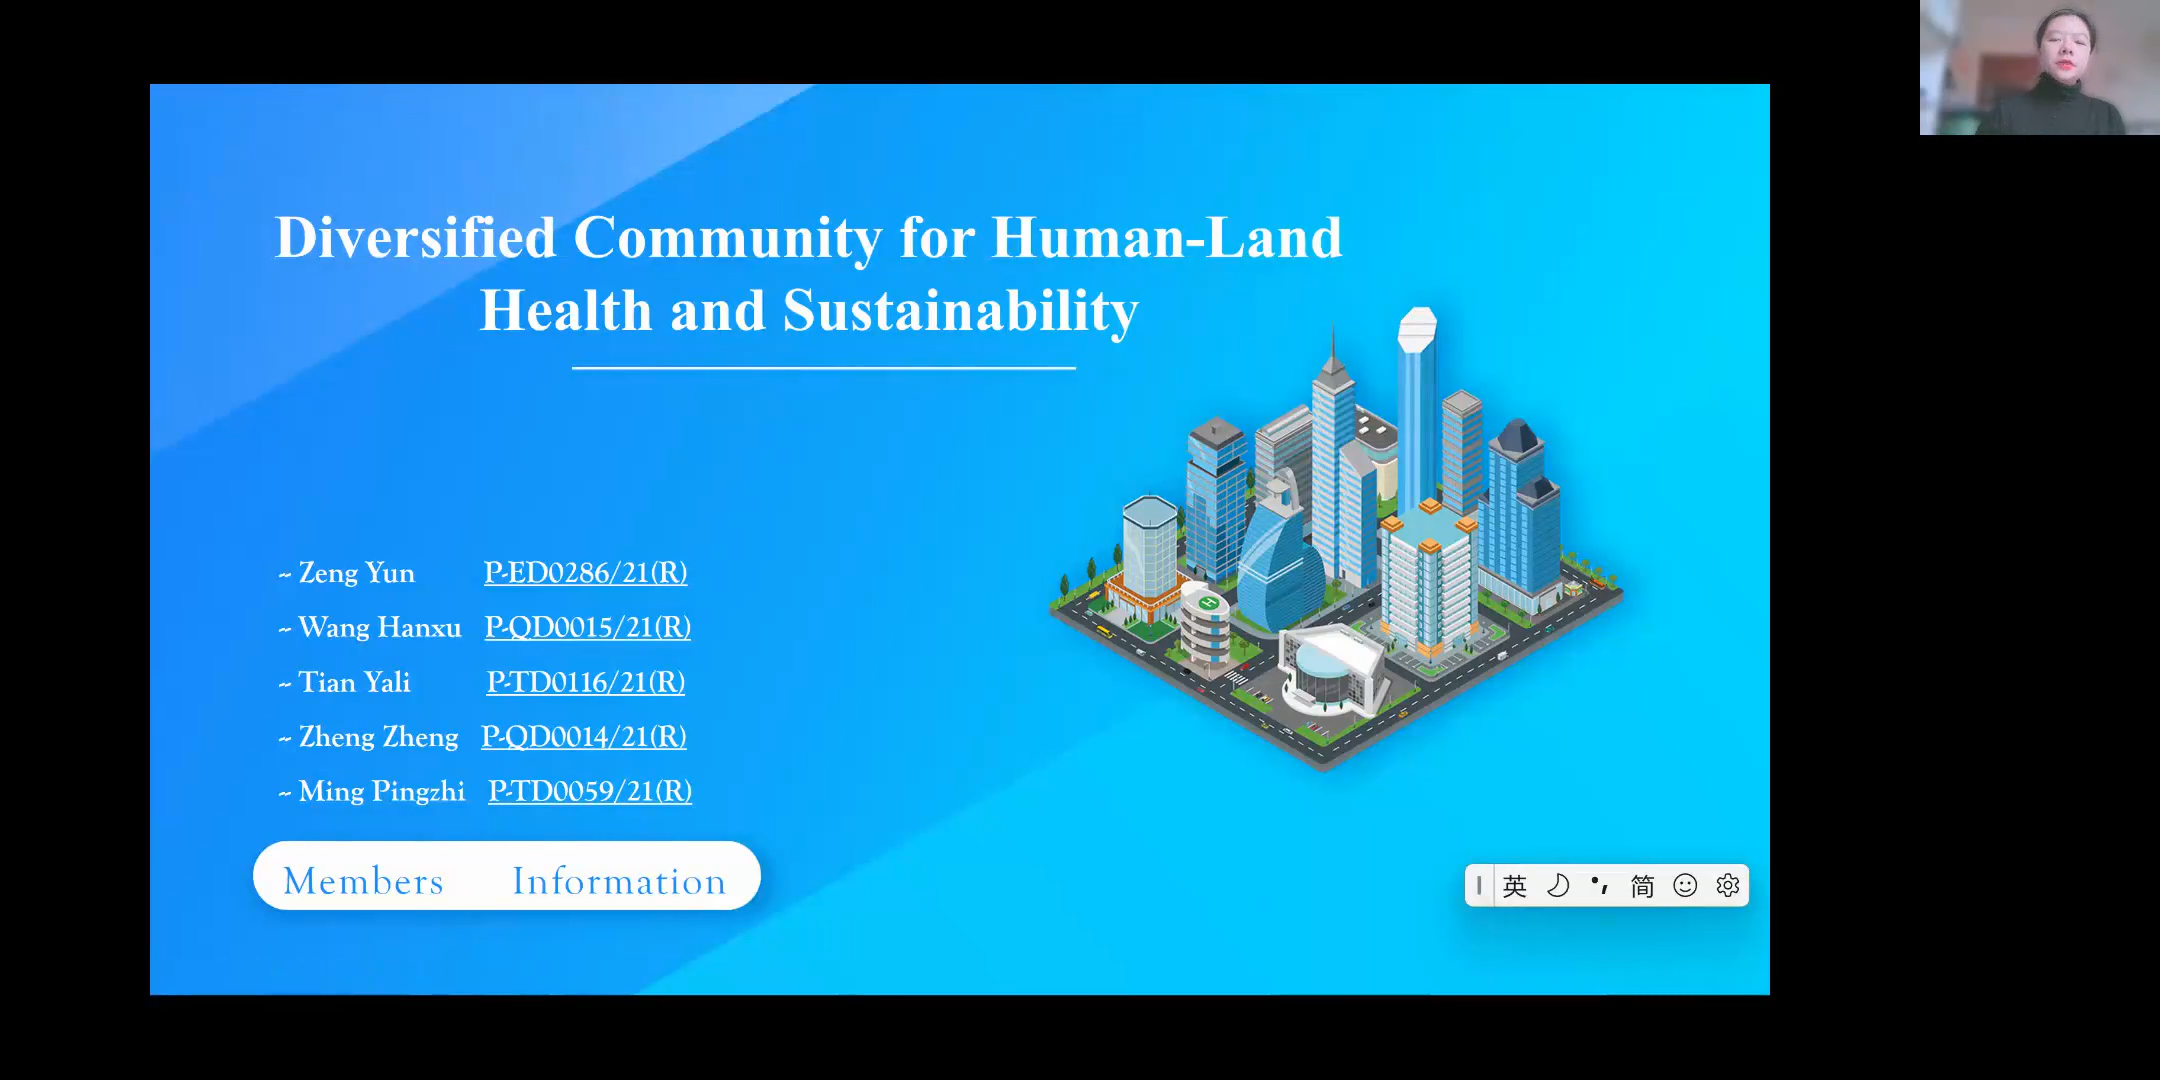 Diversified Community for Human-Land
Health and Sustainability
~ Zeng Yun P-ED0286/21(R)
~ Wang Hanxu P-QD0015/21(R)
~ Tian Yali P-TD0116/21(R)
~ Zheng Zheng P-QD0014/21(R)
~ Ming Pingzhi P-TD0059/21(R)
Members Information
H
英 简